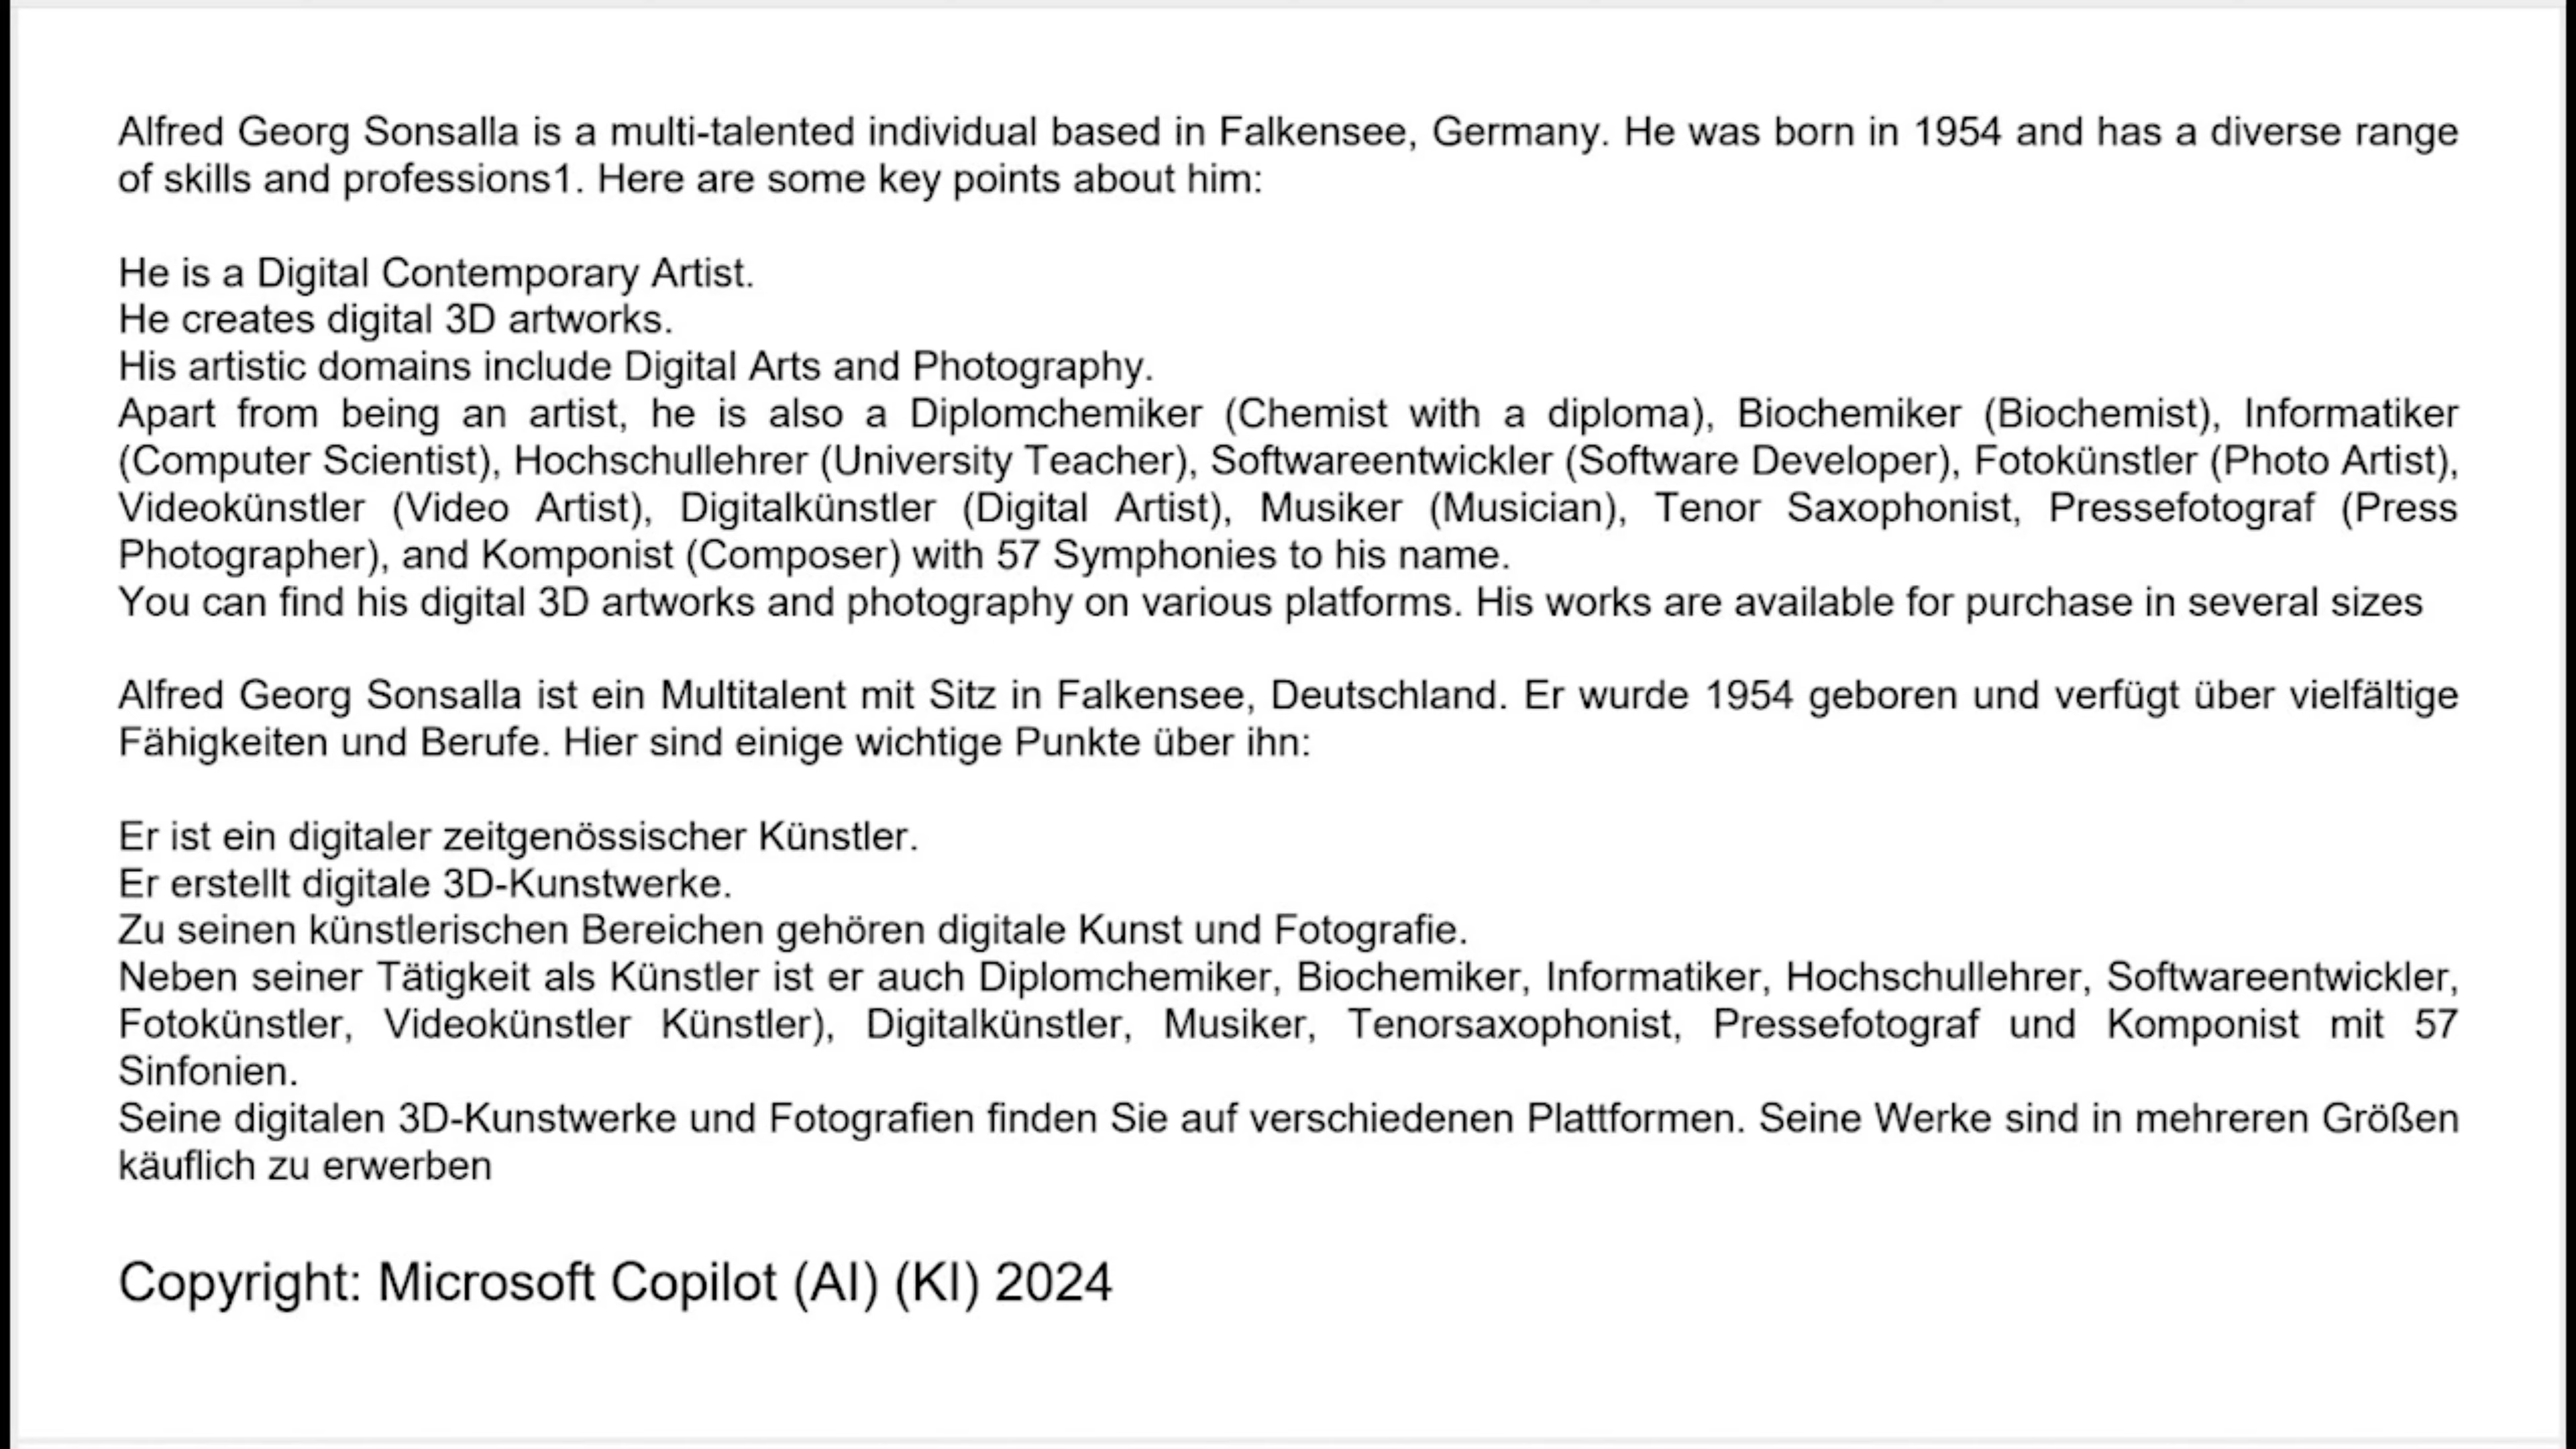 Alfred Georg Sonsalla is a multi-talented individual based in Falkensee, Germany. He was born in 1954 and has a diverse range
of skills and professions1. Here are some key points about him:
He is a Digital Contemporary Artist.
He creates digital 3D artworks.
His artistic domains include Digital Arts and Photography.
Apart from being an artist, he is also a Diplomchemiker (Chemist with a diploma), Biochemiker (Biochemist), Informatiker
(Computer Scientist), Hochschullehrer (University Teacher), Softwareentwickler (Software Developer), Fotokünstler (Photo Artist),
Videokünstler (Video Artist), Digitalkünstler (Digital Artist), Musiker (Musician), Tenor Saxophonist, Pressefotograf (Press
Photographer), and Komponist (Composer) with 57 Symphonies to his name.
You can find his digital 3D artworks and photography on various platforms. His works are available for purchase in several sizes
Alfred Georg Sonsalla ist ein Multitalent mit Sitz in Falkensee, Deutschland. Er wurde 1954 geboren und verfügt über vielfältige
Fähigkeiten und Berufe. Hier sind einige wichtige Punkte über ihn:
Er ist ein digitaler zeitgenössischer Künstler.
Er erstellt digitale 3D-Kunstwerke.
Zu seinen künstlerischen Bereichen gehören digitale Kunst und Fotografie.
Neben seiner Tätigkeit als Künstler ist er auch Diplomchemiker, Biochemiker, Informatiker, Hochschullehrer, Softwareentwickler,
Fotokünstler, Videokünstler Künstler), Digitalkünstler, Musiker, Tenorsaxophonist, Pressefotograf und Komponist mit 57
Sinfonien.
Seine digitalen 3D-Kunstwerke und Fotografien finden Sie auf verschiedenen Plattformen. Seine Werke sind in mehreren Größen
käuflich zu erwerben
Copyright: Microsoft Copilot (AI) (KI) 2024